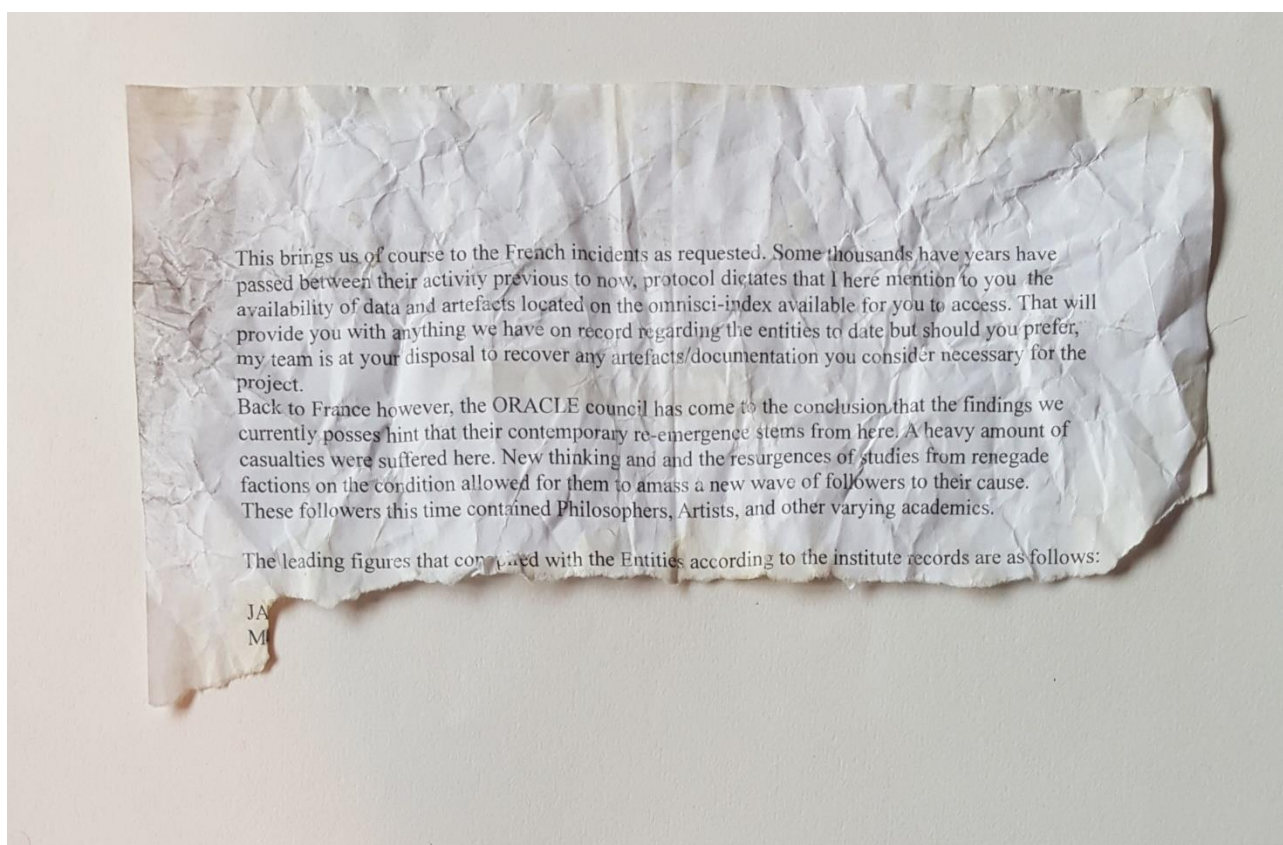 This brings us of course to the French incidents as requested. Some thousands have years have
passed between their activity previous to now, protocol dictates that I here mention to you the
availability of data and artefacts located on the omnisci-index available for you to access. That will
provide you with anything we have on record regarding the entities to date but should you prefer,
my team is at your disposal to recover any artefacts/documentation you consider necessary for the
project.
Back to France however, the ORACLE council has come to the conclusion that the findings we
currently posses hint that their contemporary re-emergence stems from here. A heavy amount of
casualties were suffered here. New thinking and and the resurgences of studies from renegade
factions on the condition allowed for them to amass a new wave of followers to their cause.
These followers this time contained Philosophers, Artists, and other varying academics.
The leading figures that with the Entities according to the institute records are as follows:
JA
M